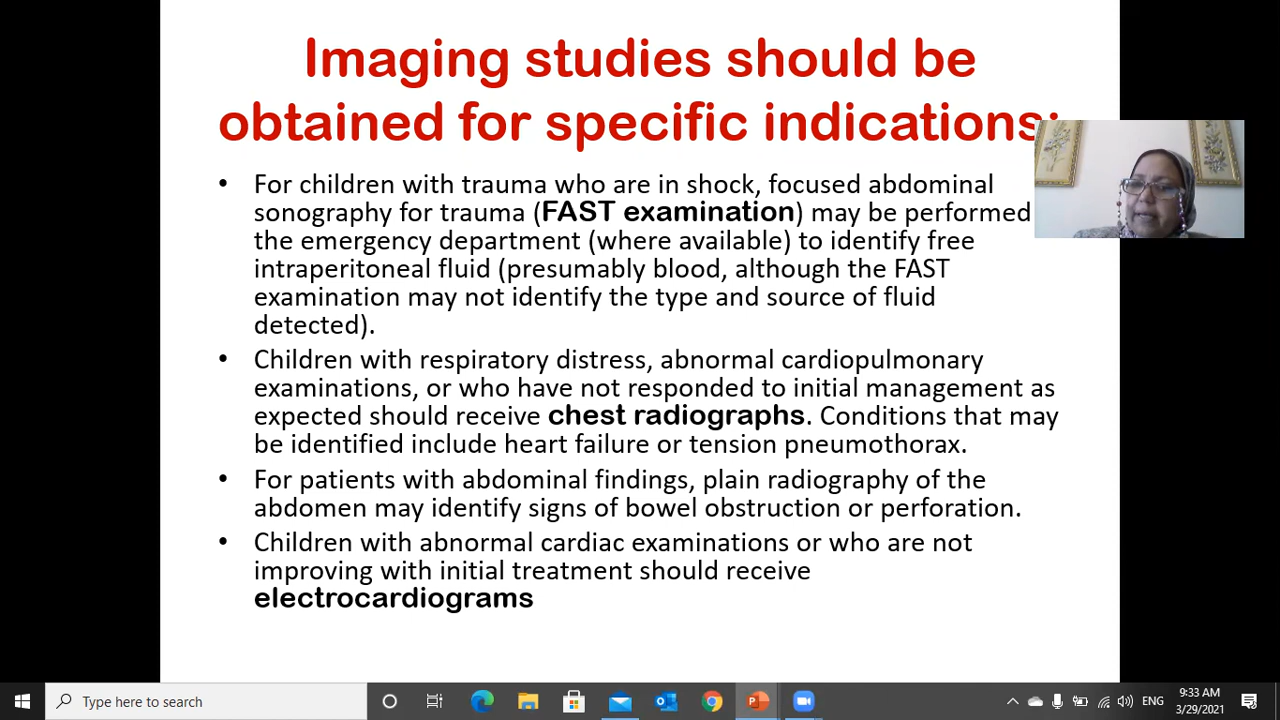 Imaging studies should be
obtained for specific indications:
• For children with trauma who are in shock, focused abdominal
sonography for trauma (FAST examination) may be performed
the emergency department (where available) to identify free
intraperitoneal fluid (presumably blood, although the FAST
examination may not identify the type and source of fluid
detected).
• Children with respiratory distress, abnormal cardiopulmonary
examinations, or who have not responded to initial management as
expected should receive chest radiographs. Conditions that may
be identified include heart failure or tension pneumothorax.
• For patients with abdominal findings, plain radiography of the
abdomen may identify signs of bowel obstruction or perforation.
• Children with abnormal cardiac examinations or who are not
improving with initial treatment should receive
electrocardiograms
Type here to search
ENG
9:33 AM
3/29/2021